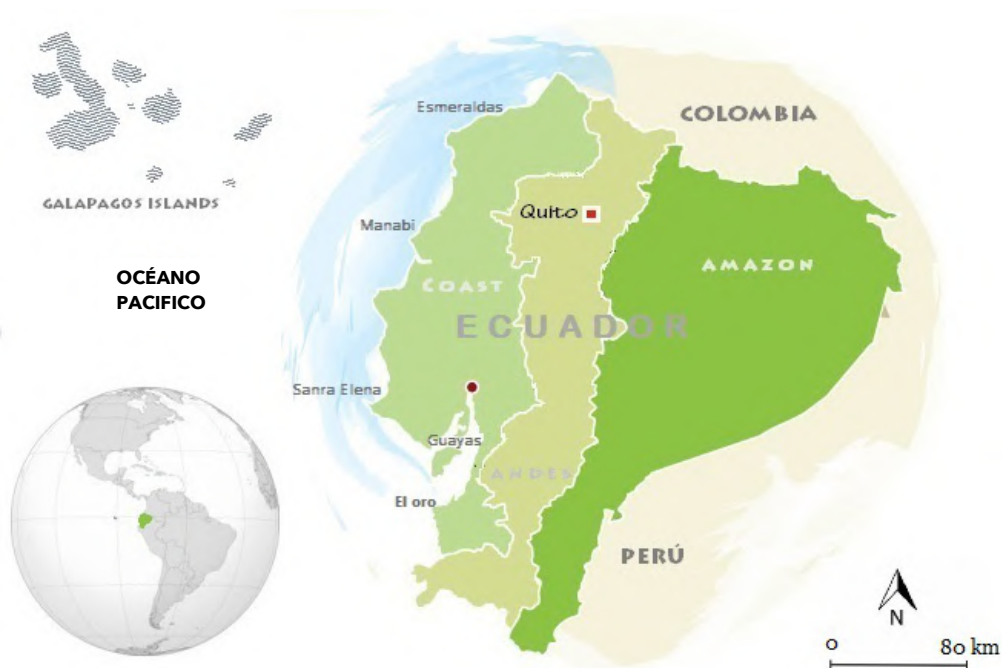 GALAPAGOS ISLANDS
OCÉANO
PACIFICO
Esmeraldas
COLOMBIA
Quito
Manabi
AMAZON
COAST
ECUADOR
Sanra Elena
Guayas
ANDES
El oro
PERÚ
N
0 80 km